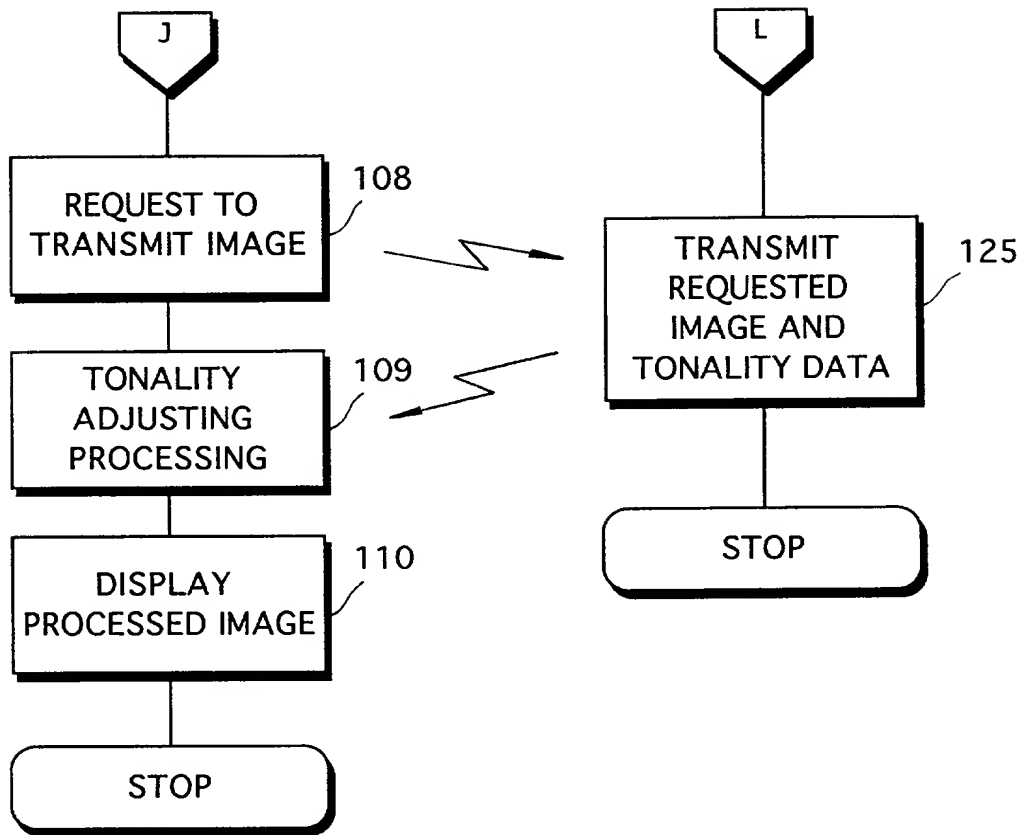 J
REQUEST TO
TRANSMIT IMAGE
108
TONALITY
ADJUSTING
PROCESSING
109
DISPLAY
PROCESSED IMAGE
110
STOP
L
TRANSMIT
REQUESTED
IMAGE AND
TONALITY DATA
125
STOP